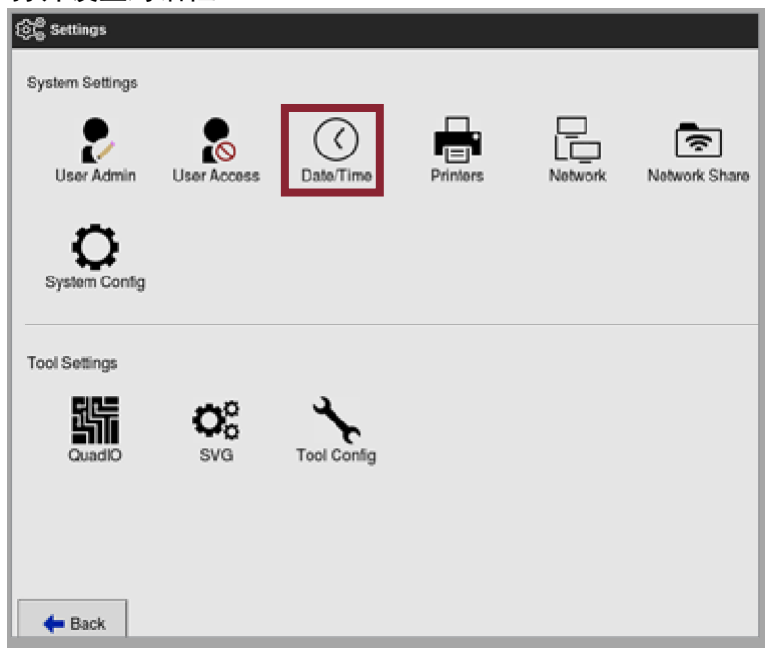 Settings
System Settings
User Admin
User Access
Date/Time
Printers
Network
Network Share
System Config
Tool Settings
QuadIO
SVG
Tool Config
Back